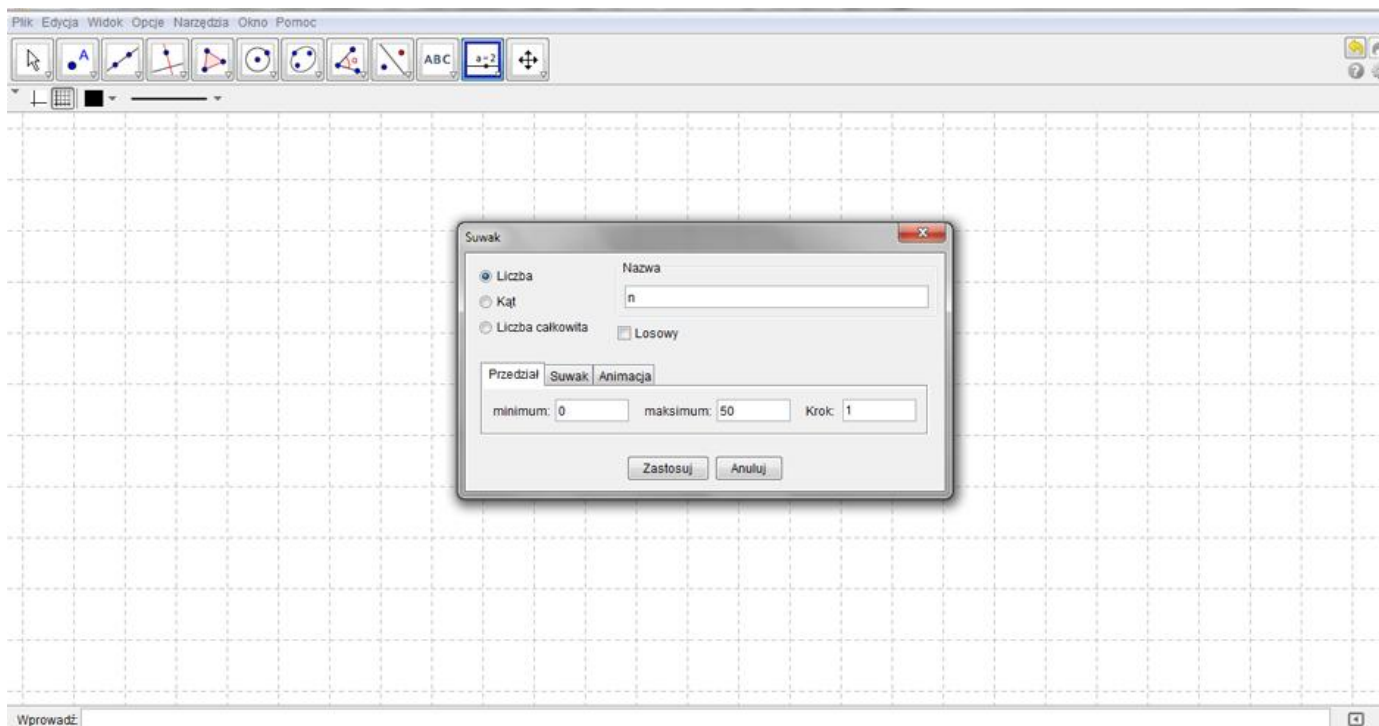 Plik Edycja Widok Opcje Narzędzia Okno Pomoc
A ABC a=2
Suwak
Liczba
Nazwa
Kąt
n
Liczba całkowita
Losowy
Przedział Suwak Animacja
minimum: 0 maksimum: 50 Krok: 1
Zastosuj Anuluj
Wprowadź: